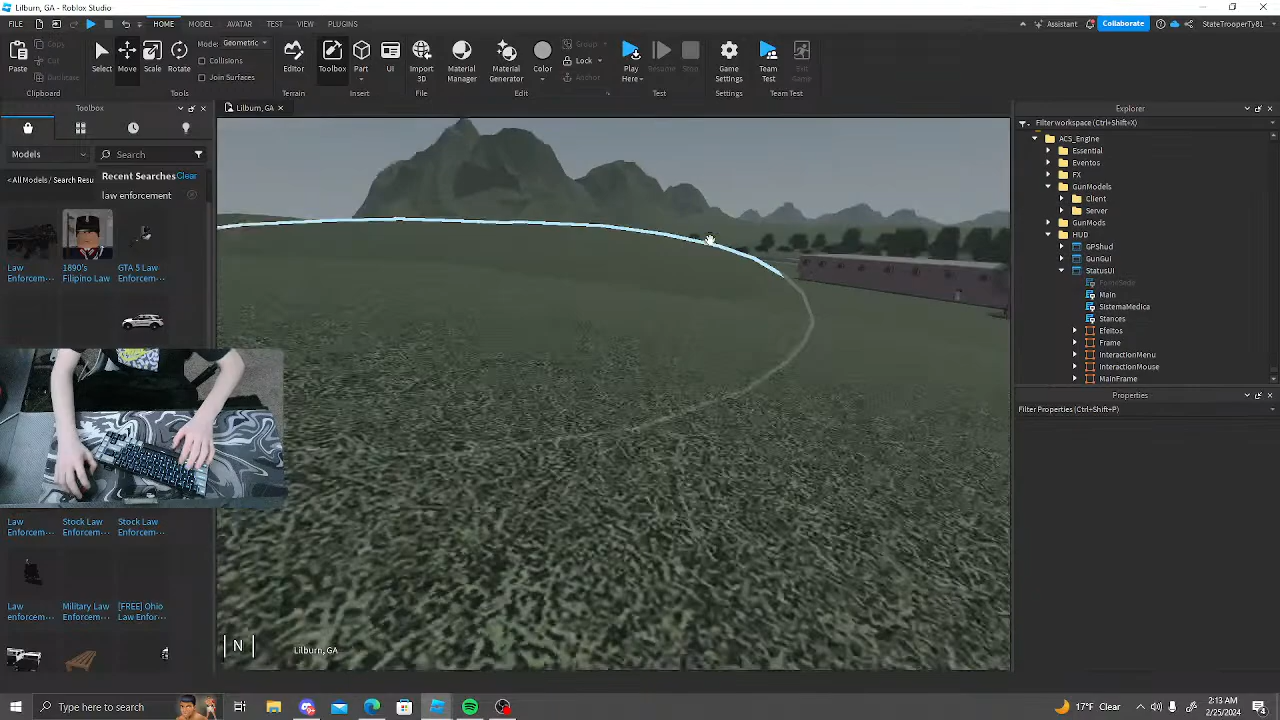 Lilburn, GA - Roblox Studio
FILE
HOME
MODEL
AVATAR
TEST
VIEW
PLUGINS
Assistant
Collaborate
StateTrooperTy81
Paste
Copy
Cut
Duplicate
Clipboard
Select
Move
Scale
Rotate
Mode: Geometric
Collisions
Join Surfaces
Tools
Editor
Terrain
Toolbox
Part
UI
Insert
Import
3D
File
Material
Manager
Material
Generator
Color
Group
Lock
Anchor
Edit
Play
Here
Resume
Stop
Test
Game
Settings
Team
Test
Exit
Game
Team Test
Toolbox
Lilburn, GA
Explorer
Filter workspace (Ctrl+Shift+X)
Models
Search
<All Models / Search Resu
Recent Searches
Clear
law enforcement
Law
Enforcem···
1890's
Filipino Law
GTA 5 Law
Enforcem···
Law
Enforcem···
Stock Law
Enforcem···
Stock Law
Enforcem···
Law
enforcem···
Military Law
Enforcem···
[FREE] Ohio
Law Enfor···
N
Lilburn, GA
ACS_Engine
Essential
Eventos
FX
GunModels
Client
Server
GunMods
HUD
GPShud
GunGui
StatusUI
Main
SistemaMedica
Stances
Efeitos
Frame
InteractionMenu
InteractionMouse
MainFrame
Properties
Filter Properties (Ctrl+Shift+P)
Type here to search
17°F Clear
2:13 AM
2/25/2024